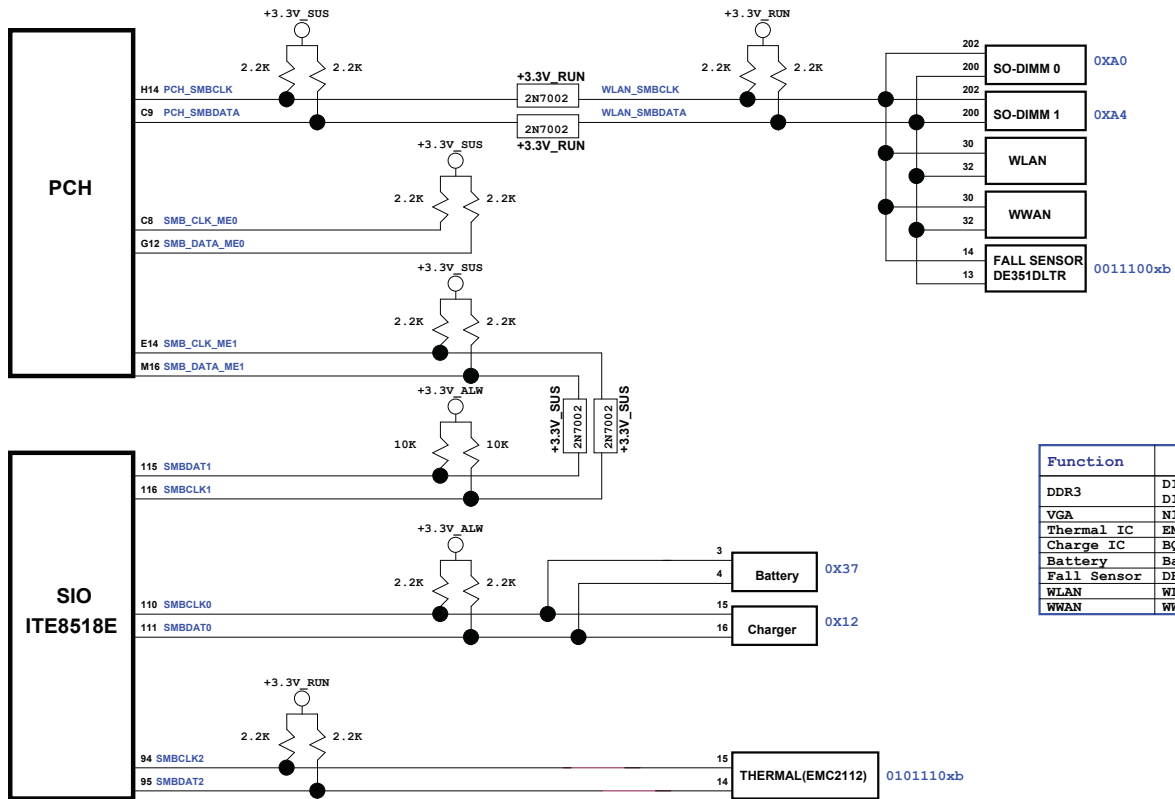 +3.3V_SUS
+3.3V_RUN
2.2K
2.2K
2.2K
2.2K
202
200
SO-DIMM 0
0XA0
H14 PCH_SMBCLK
+3.3V_RUN
2N7002
WLAN_SMBCLK
C9 PCH_SMBDATA
2N7002
+3.3V_RUN
WLAN_SMBDATA
202
200
SO-DIMM 1
0XA4
PCH
+3.3V_SUS
2.2K
2.2K
30
32
WLAN
C8 SMB_CLK_ME0
G12 SMB_DATA_ME0
30
32
WWAN
14
13
FALL SENSOR
DE351DLTR
0011100xb
+3.3V_SUS
2.2K
2.2K
E14 SMB_CLK_ME1
M16 SMB_DATA_ME1
+3.3V_SUS
2N7002
2N7002
+3.3V_SUS
+3.3V_ALW
10K
10K
115 SMBDAT1
116 SMBCLK1
Function
DDR3
VGA
Thermal IC
Charge IC
Battery
Fall Sensor
WLAN
WWAN
SIO
ITE8518E
+3.3V_ALW
2.2K
2.2K
3
4
Battery
0X37
110 SMBCLK0
111 SMBDAT0
15
16
Charger
0X12
+3.3V_RUN
2.2K
2.2K
94 SMBCLK2
95 SMBDAT2
15
14
THERMAL(EMC2112)
0101110xb